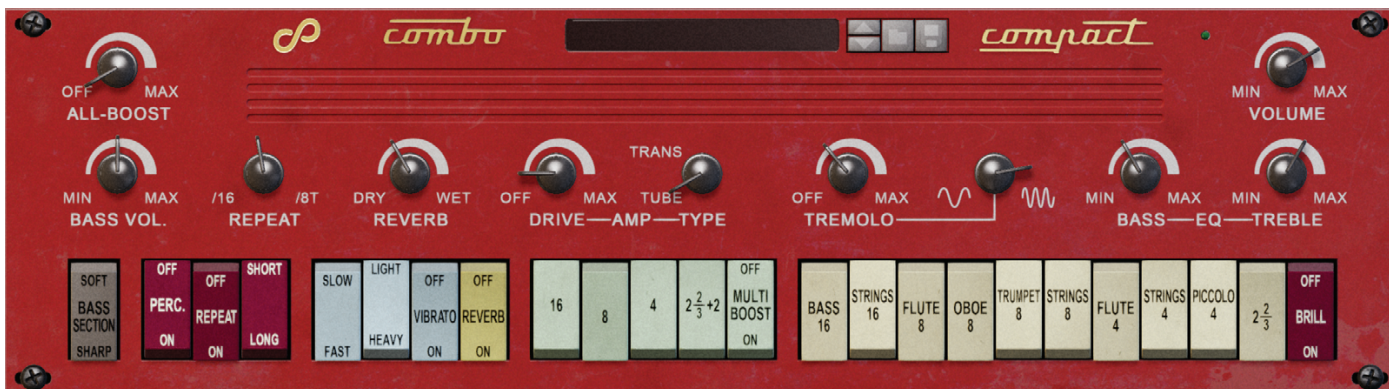 combo
compact
OFF MAX
ALL-BOOST
MIN MAX
VOLUME
MIN MAX
BASS VOL.
/16 /8T
REPEAT
DRY WET
REVERB
OFF MAX
TRANS
TUBE
DRIVE AMP TYPE
OFF MAX
TREMOLO
MIN MAX
MIN MAX
BASS EQ TREBLE
SOFT
BASS
SECTION
SHARP
OFF
PERC.
ON
OFF
REPEAT
ON
SHORT
LONG
SLOW
FAST
LIGHT
HEAVY
OFF
VIBRATO
ON
OFF
REVERB
ON
16
8
4
2 2/3 +2
OFF
MULTI
BOOST
ON
BASS
16
STRINGS
16
FLUTE
8
OBOE
8
TRUMPET
8
STRINGS
8
FLUTE
4
STRINGS
4
PICCOLO
4
2 2/3
OFF
BRILL
ON